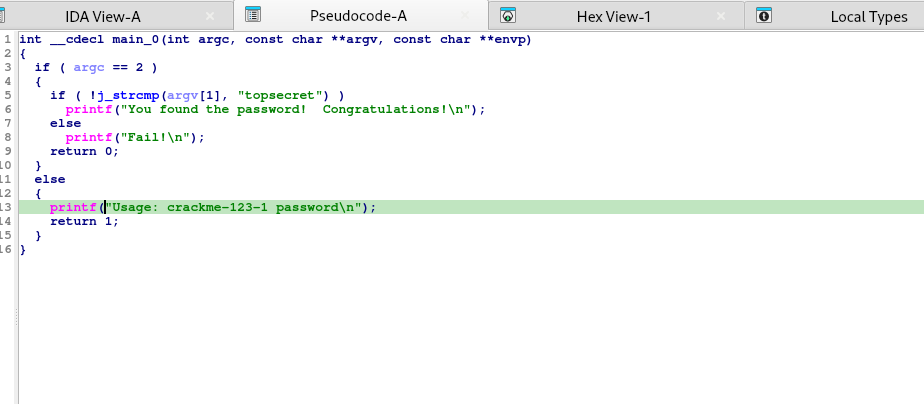 IDA View-A Pseudocode-A Hex View-1 Local Types
1 int __cdecl main_0(int argc, const char **argv, const char **envp)
2 {
3   if ( argc == 2 )
4   {
5     if ( !j_strcmp(argv[1], "topsecret") )
6       printf("You found the password!  Congratulations!\n");
7     else
8       printf("Fail!\n");
9     return 0;
10   }
11   else
12   {
13     printf("Usage: crackme-123-1 password\n");
14     return 1;
15   }
16 }